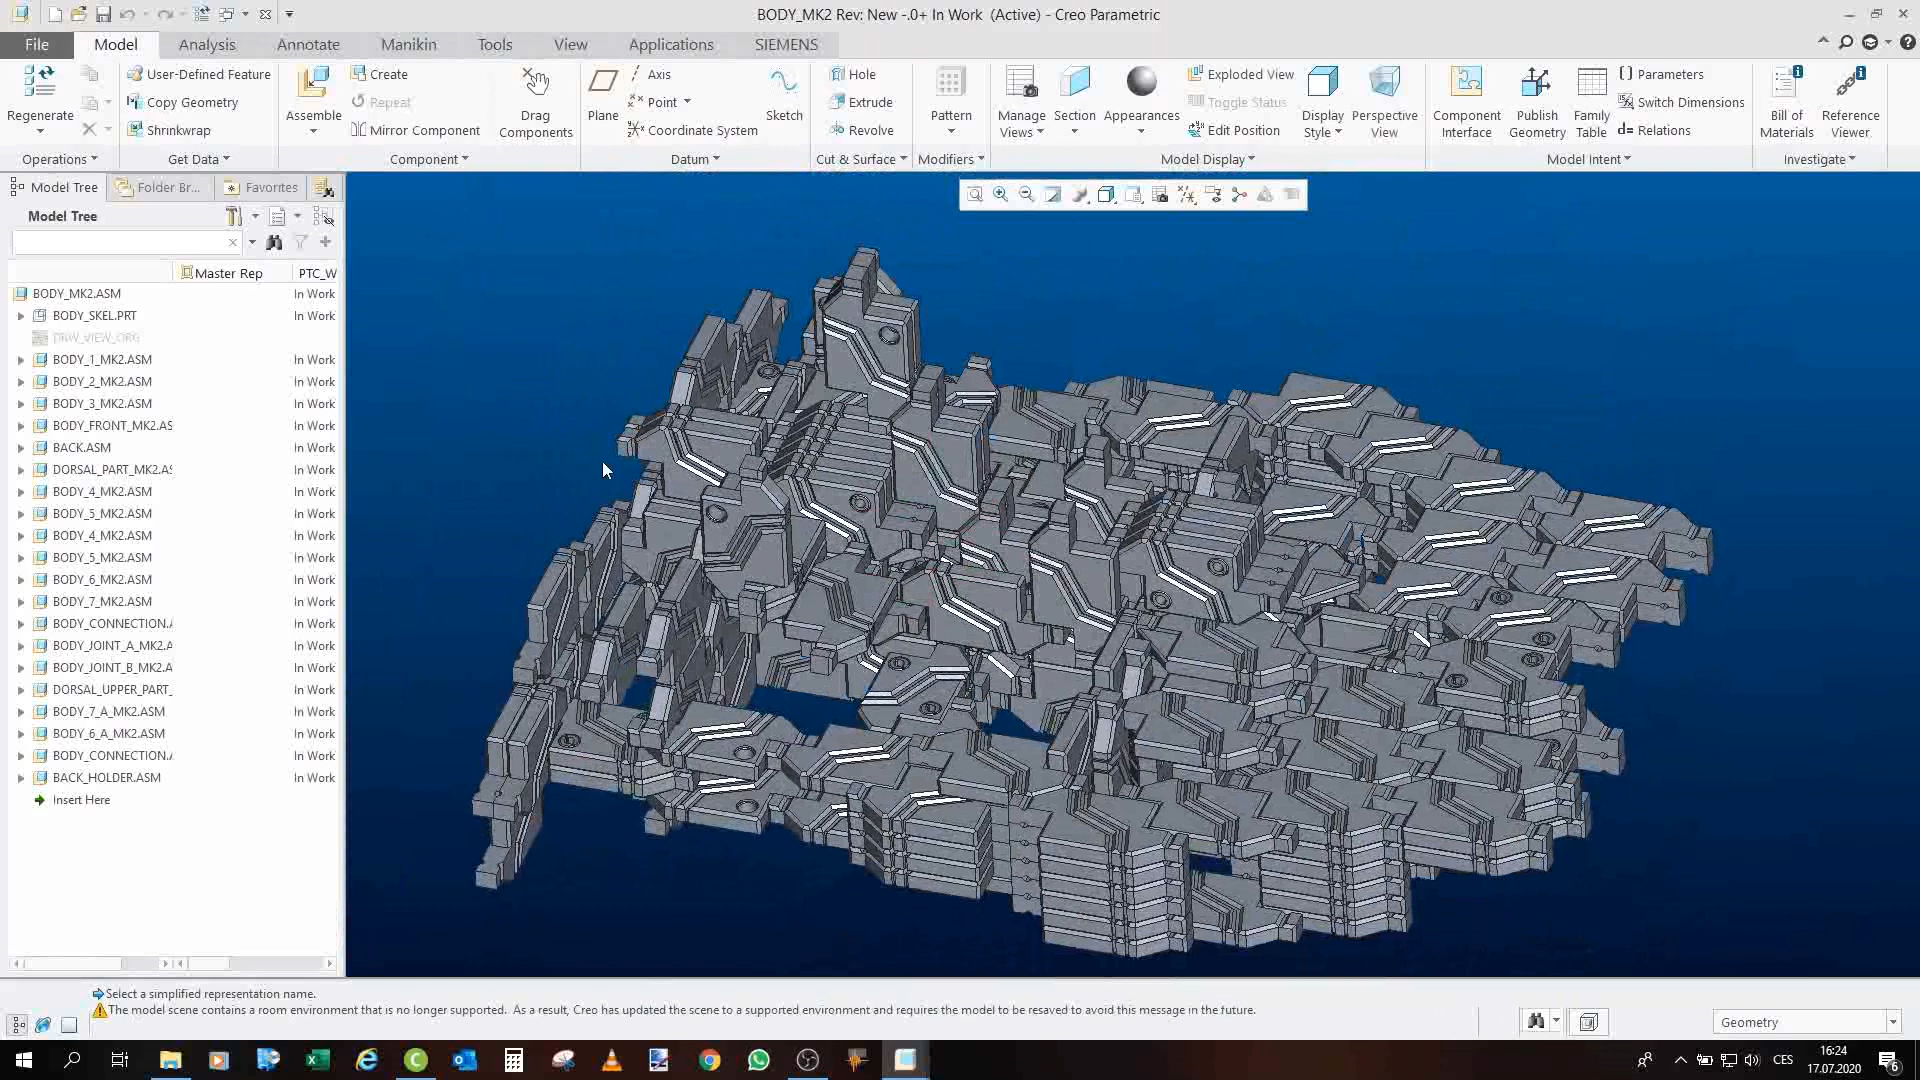 BODY_MK2 Rev: New -.0+ In Work (Active) - Creo Parametric
File Model Analysis Annotate Manikin Tools View Applications SIEMENS
Regenerate
User-Defined Feature
Copy Geometry
Shrinkwrap
Assemble
Create
Repeat
Mirror Component
Drag Components
Plane
Axis
Point
Coordinate System
Sketch
Hole
Extrude
Revolve
Pattern
Manage Views
Section
Appearances
Exploded View
Toggle Status
Edit Position
Display Style
Perspective View
Component Interface
Publish Geometry
Family Table
Parameters
Switch Dimensions
d= Relations
Bill of Materials
Reference Viewer
Operations Get Data Component Datum Cut & Surface Modifiers Model Display Model Intent Investigate
Model Tree Folder Br... Favorites
Model Tree
Master Rep PTC_W
BODY_MK2.ASM In Work
BODY_SKEL.PRT In Work
DRW_VIEW_ORG
BODY_1_MK2.ASM In Work
BODY_2_MK2.ASM In Work
BODY_3_MK2.ASM In Work
BODY_FRONT_MK2.AS In Work
BACK.ASM In Work
DORSAL_PART_MK2.AS In Work
BODY_4_MK2.ASM In Work
BODY_5_MK2.ASM In Work
BODY_4_MK2.ASM In Work
BODY_5_MK2.ASM In Work
BODY_6_MK2.ASM In Work
BODY_7_MK2.ASM In Work
BODY_CONNECTION.A In Work
BODY_JOINT_A_MK2.A In Work
BODY_JOINT_B_MK2.A In Work
DORSAL_UPPER_PART_ In Work
BODY_7_A_MK2.ASM In Work
BODY_6_A_MK2.ASM In Work
BODY_CONNECTION.A In Work
BACK_HOLDER.ASM In Work
Insert Here
Select a simplified representation name.
The model scene contains a room environment that is no longer supported. As a result, Creo has updated the scene to a supported environment and requires the model to be resaved to avoid this message in the future.
Geometry
CES
16:24
17.07.2020
6